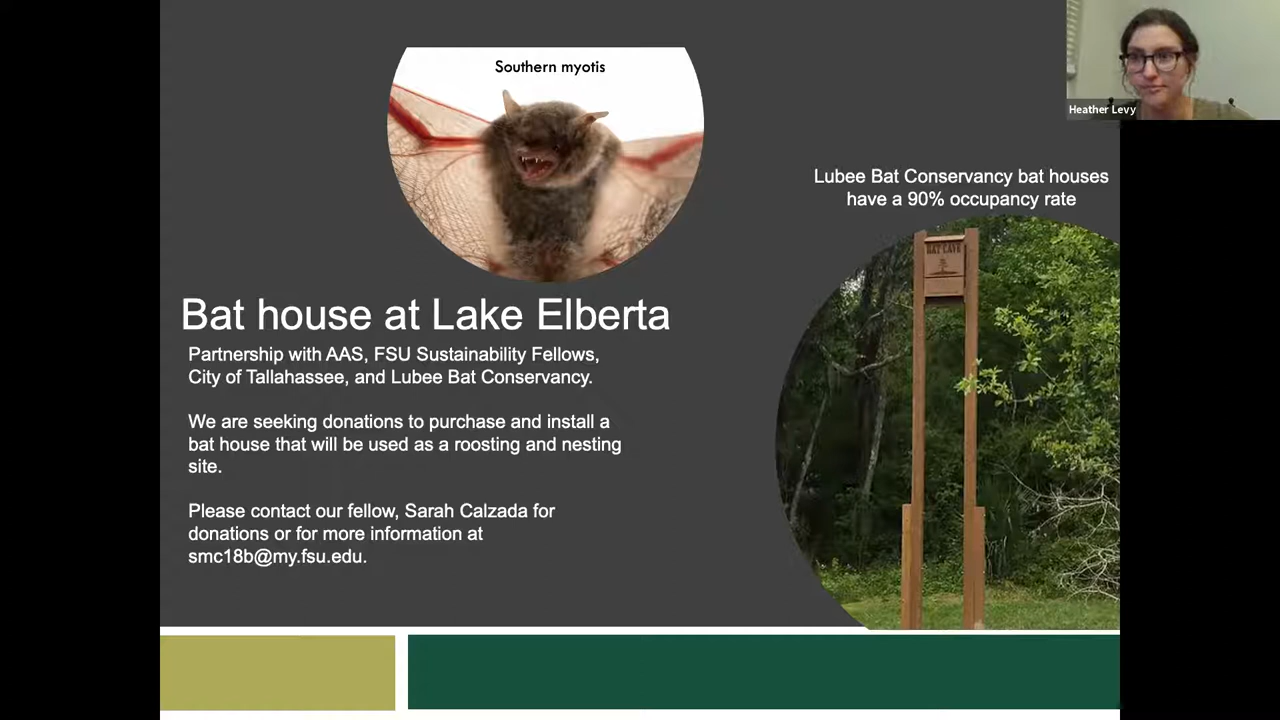 Southern myotis
Heather Levy
Lubee Bat Conservancy bat houses
have a 90% occupancy rate
BAT CAVE
Bat house at Lake Elberta
Partnership with AAS, FSU Sustainability Fellows,
City of Tallahassee, and Lubee Bat Conservancy.
We are seeking donations to purchase and install a
bat house that will be used as a roosting and nesting
site.
Please contact our fellow, Sarah Calzada for
donations or for more information at
smc18b@my.fsu.edu.